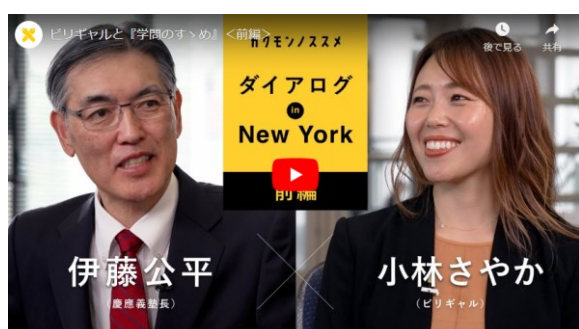 ビリギャルと『学問のすゝめ』<前編>
後で見る
共有
ガクモンノススメ
ダイアログ
in
New York
前編
伊藤公平
(慶應義塾長)
小林さやか
(ビリギャル)